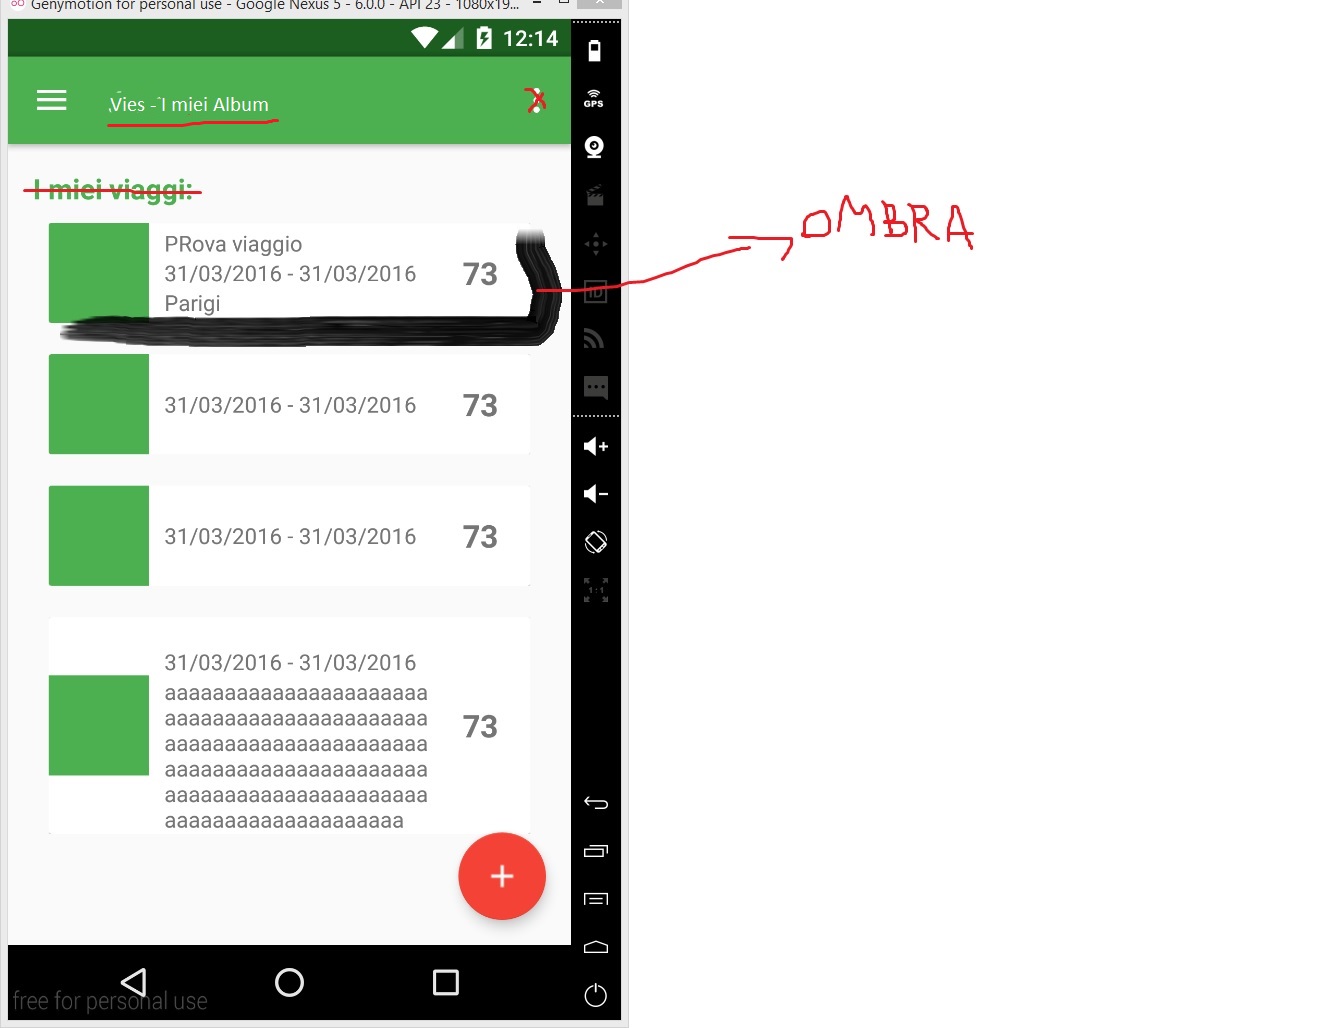 Genymotion for personal use - Google Nexus 5 - 6.0.0 - API 23 - 1080x19...
12:14
Vies - I miei Album
GPS
I miei viaggi:
OMBRA
PRova viaggio
31/03/2016 - 31/03/2016
73
Parigi
ID
31/03/2016 - 31/03/2016
73
31/03/2016 - 31/03/2016
73
1:1
31/03/2016 - 31/03/2016
aaaaaaaaaaaaaaaaaaaaaa
aaaaaaaaaaaaaaaaaaaaaa
aaaaaaaaaaaaaaaaaaaaaa
73
aaaaaaaaaaaaaaaaaaaaaa
aaaaaaaaaaaaaaaaaaaaaa
aaaaaaaaaaaaaaaaaaaa
free for personal use